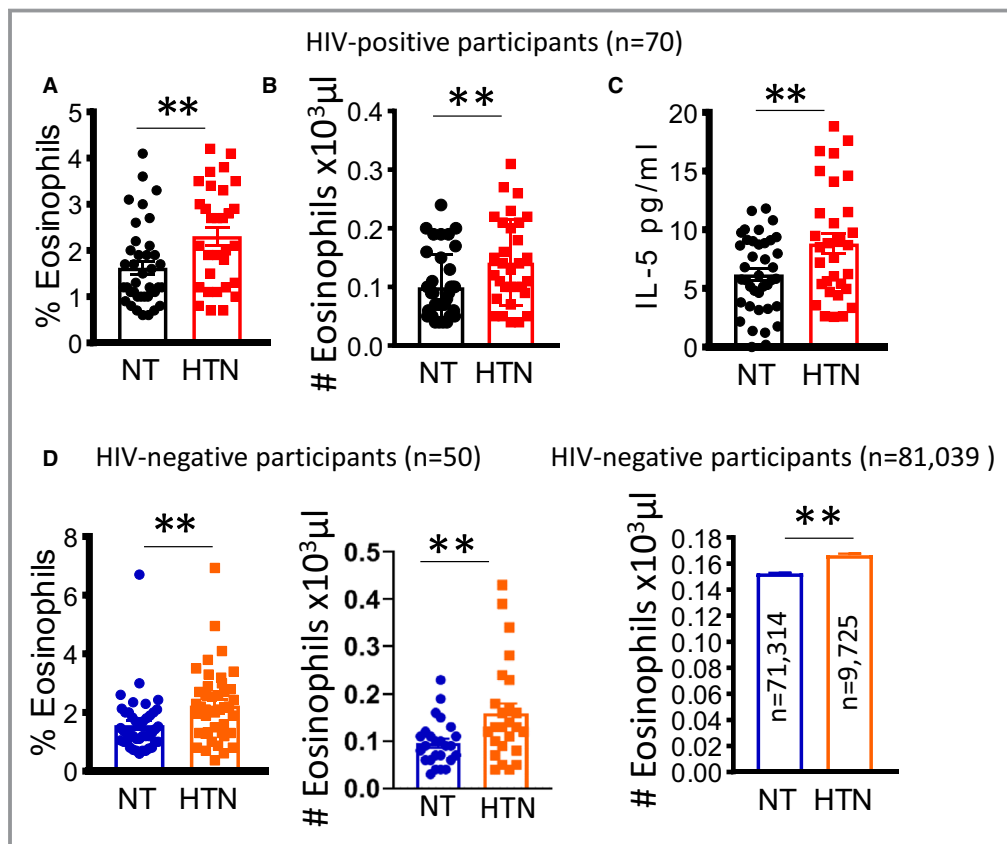 HIV-positive participants (n=70)
A
% Eosinophils
5
4
3
2
1
0
**
NT HTN
B
# Eosinophils x10³µl
0.4
0.3
0.2
0.1
0.0
**
NT HTN
C
IL-5 pg/ml
20
15
10
5
0
**
NT HTN
D HIV-negative participants (n=50)
% Eosinophils
8
6
4
2
0
**
NT HTN
# Eosinophils x10³µl
0.5
0.4
0.3
0.2
0.1
0.0
**
NT HTN
HIV-negative participants (n=81,039 )
# Eosinophils x10³µl
0.18
0.16
0.14
0.12
0.10
0.08
0.06
0.04
0.02
0.00
**
n=71,314
n=9,725
NT HTN